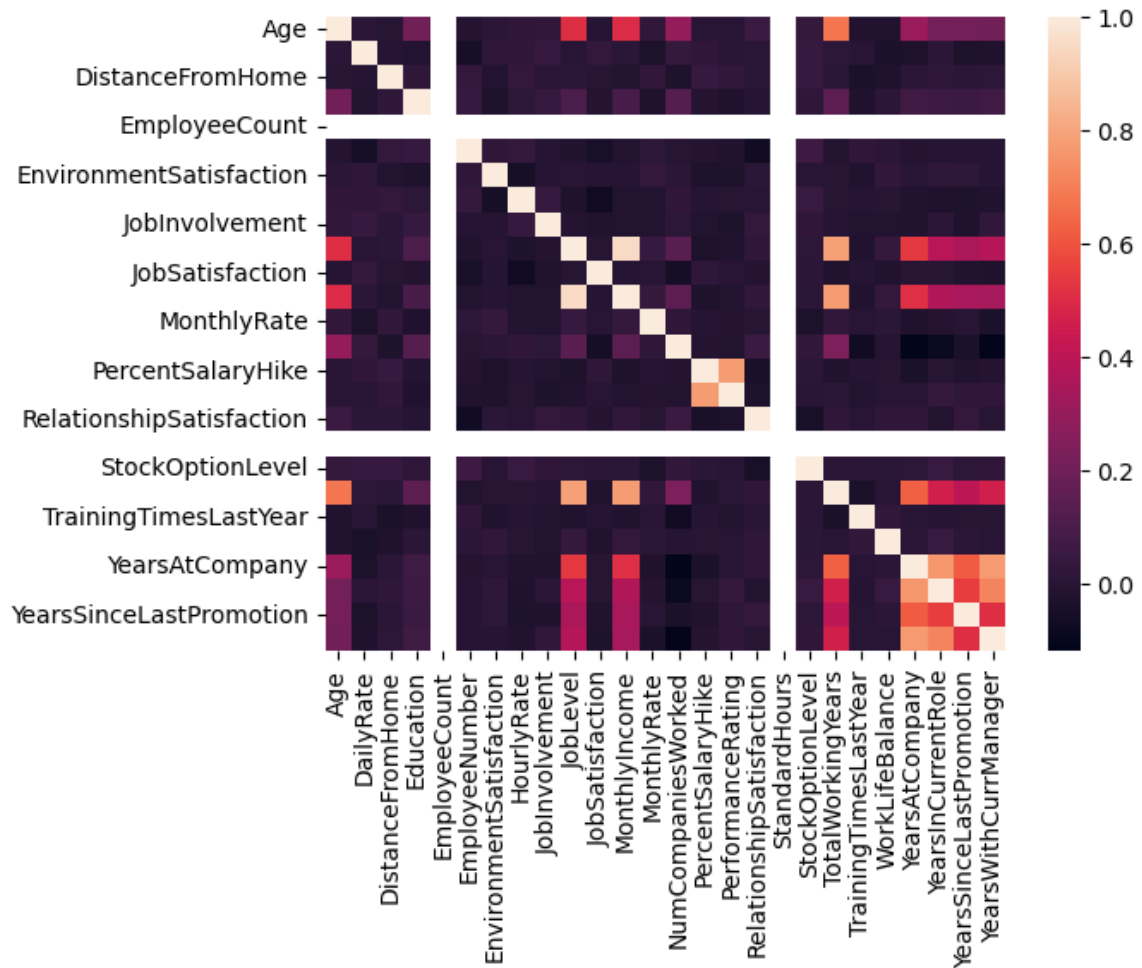 Age
DistanceFromHome
EmployeeCount
EnvironmentSatisfaction
JobInvolvement
JobSatisfaction
MonthlyRate
PercentSalaryHike
RelationshipSatisfaction
StockOptionLevel
TrainingTimesLastYear
YearsAtCompany
YearsSinceLastPromotion
Age
DailyRate
DistanceFromHome
Education
EmployeeCount
EmployeeNumber
EnvironmentSatisfaction
HourlyRate
JobInvolvement
JobLevel
JobSatisfaction
MonthlyIncome
MonthlyRate
NumCompaniesWorked
PercentSalaryHike
PerformanceRating
RelationshipSatisfaction
StandardHours
StockOptionLevel
TotalWorkingYears
TrainingTimesLastYear
WorkLifeBalance
YearsAtCompany
YearsInCurrentRole
YearsSinceLastPromotion
YearsWithCurrManager
1.0
0.8
0.6
0.4
0.2
0.0